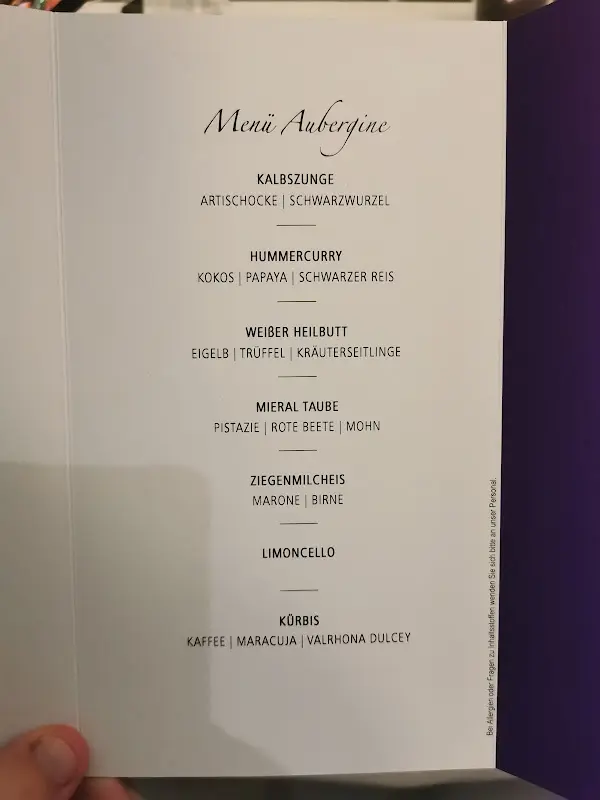 Menü Aubergine
KALBSZUNGE
ARTISCHOCKE | SCHWARZWURZEL
HUMMERCURRY
KOKOS | PAPAYA | SCHWARZER REIS
WEIßER HEILBUTT
EIGELB | TRÜFFEL | KRÄUTERSEITLINGE
MIERAL TAUBE
PISTAZIE | ROTE BEETE | MOHN
ZIEGENMILCHEIS
MARONE | BIRNE
LIMONCELLO
KÜRBIS
KAFFEE | MARACUJA | VALRHONA DULCEY
Bei Allergien oder Fragen zu Inhaltsstoffen wenden Sie sich bitte an unser Personal.